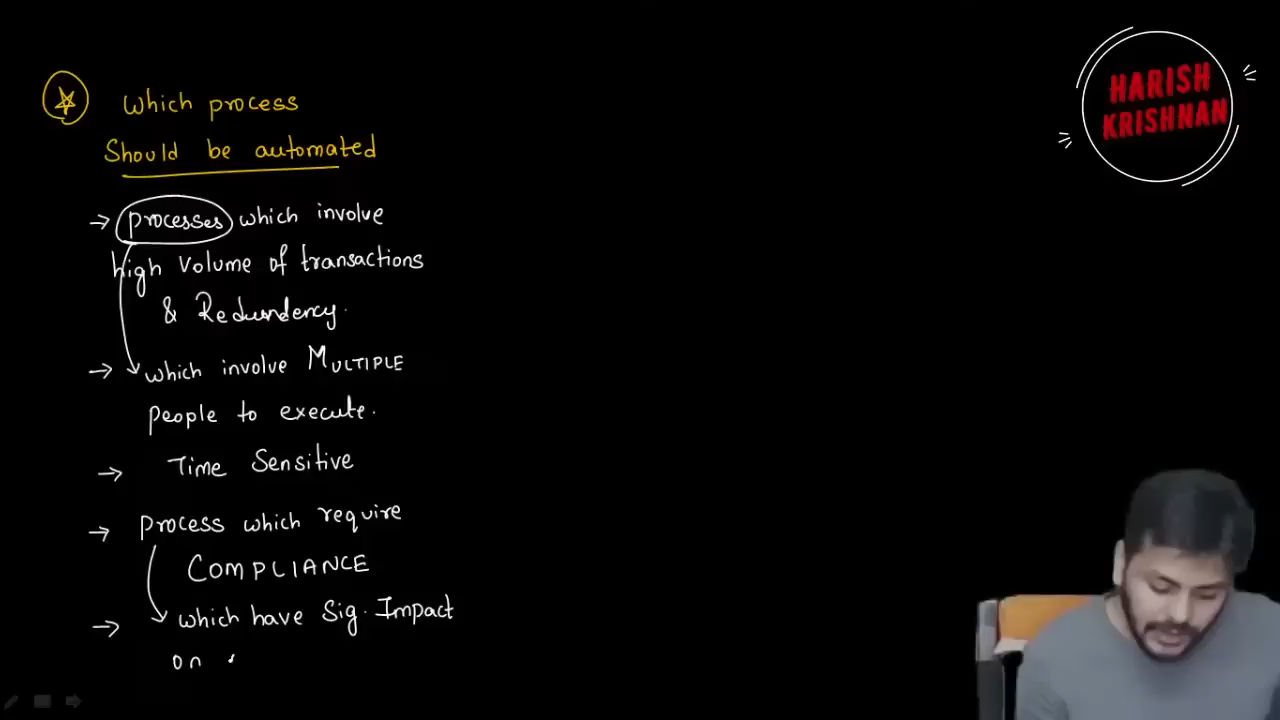 Which process
Should be automated
→ processes which involve
high Volume of transactions
& Redundency.
→ which involve MULTIPLE
people to execute.
→ Time Sensitive
→ process which require
COMPLIANCE
→ which have Sig. Impact
on
HARISH
KRISHNAN